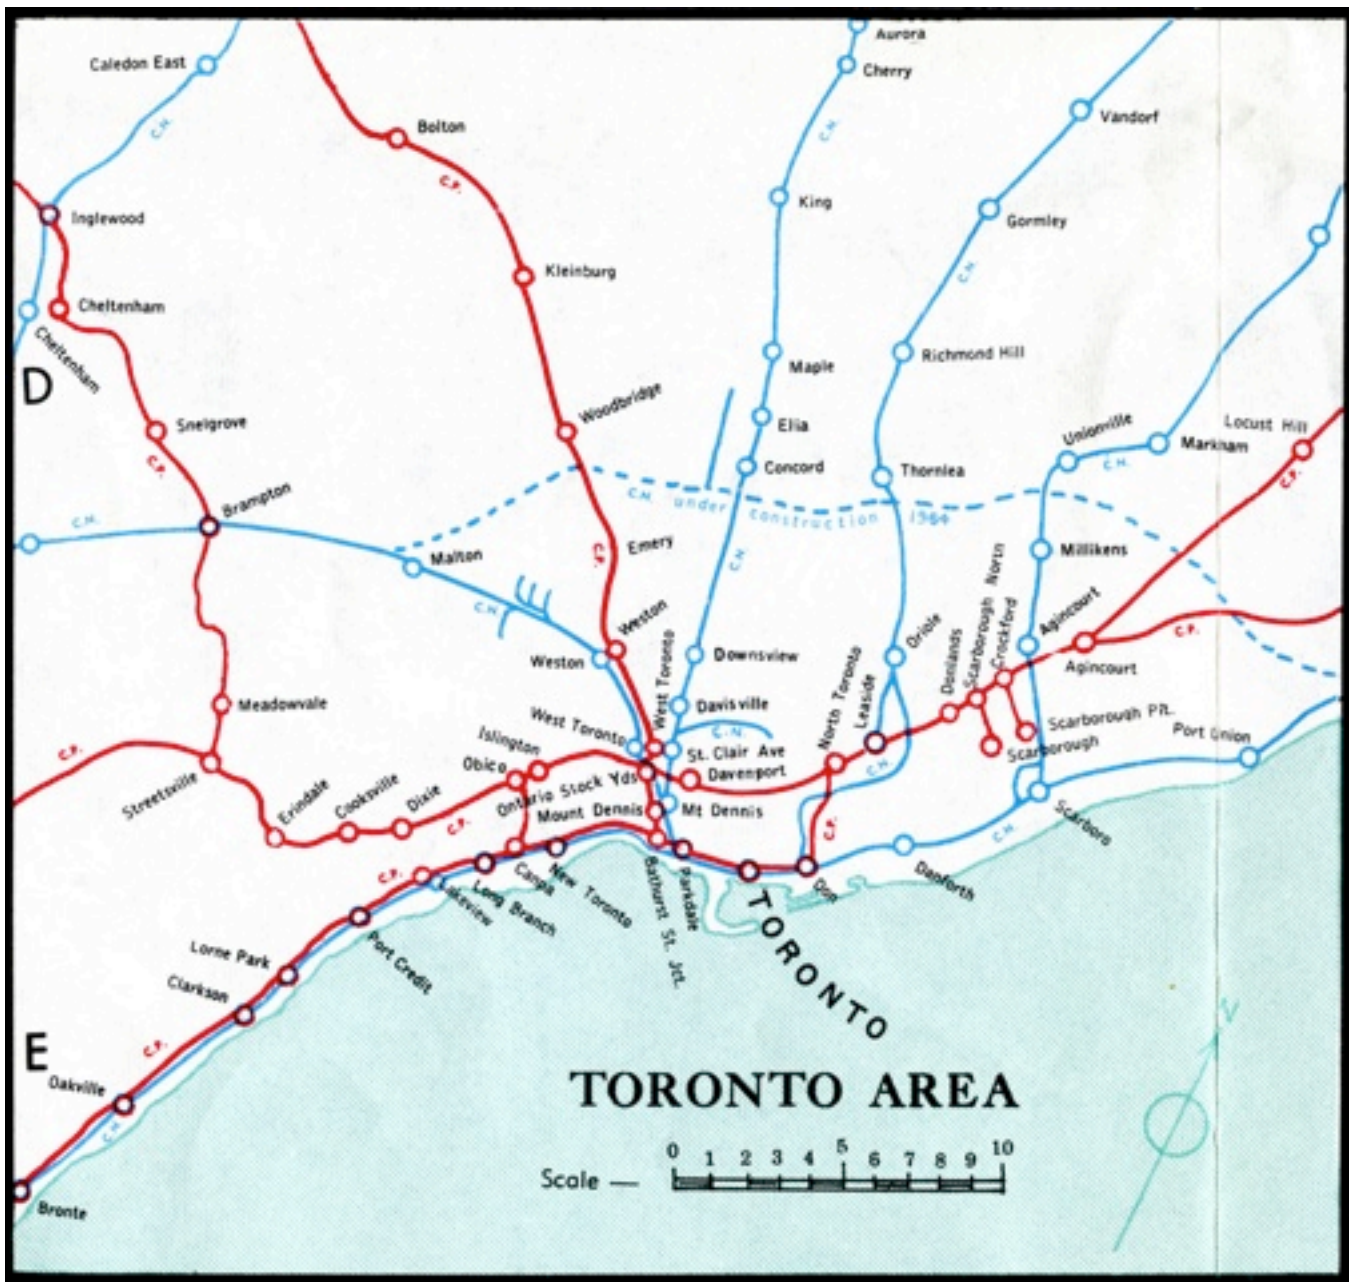 Aurora
Caledon East
Cherry
C.N.
Vandorf
Bolton
C.N.
C.P.
King
Inglewood
Gormley
Kleinburg
C.N.
Cheltenham
Cheltenham
Richmond Hill
Maple
D
Woodbridge
Snelgrove
Elia
Unionville
Locust Hill
Markham
C.P.
Concord
Thornlea
C.N.
C.P.
Brampton
C.N. under construction 1964
C.N.
Malton
Emery
C.P.
C.N.
Millikens
Scarborough North
Crockford
Agincourt
C.N.
Weston
Weston
West Toronto
Downsview
Oriole
Donlands
C.P.
Agincourt
Meadowvale
Davisville
North Toronto
Leaside
Scarborough Pit.
West Toronto
C.N.
Port Union
Islington
St. Clair Ave
Scarborough
C.P.
Obico
Davenport
C.N.
Streetsville
Erindale
Cooksville
Dixie
Ontario Stock Yds
Mount Dennis
Mt Dennis
C.P.
C.P.
C.N.
Scarboro
C.P.
Canpa
New Toronto
Bathurst St. Jct.
Parkdale
Don
Danforth
Lakeview
Long Branch
TORONTO
Port Credit
Lorne Park
Clarkson
N
E
C.P.
Oakville
C.N.
TORONTO AREA
0 1 2 3 4 5 6 7 8 9 10
Scale —
Bronte